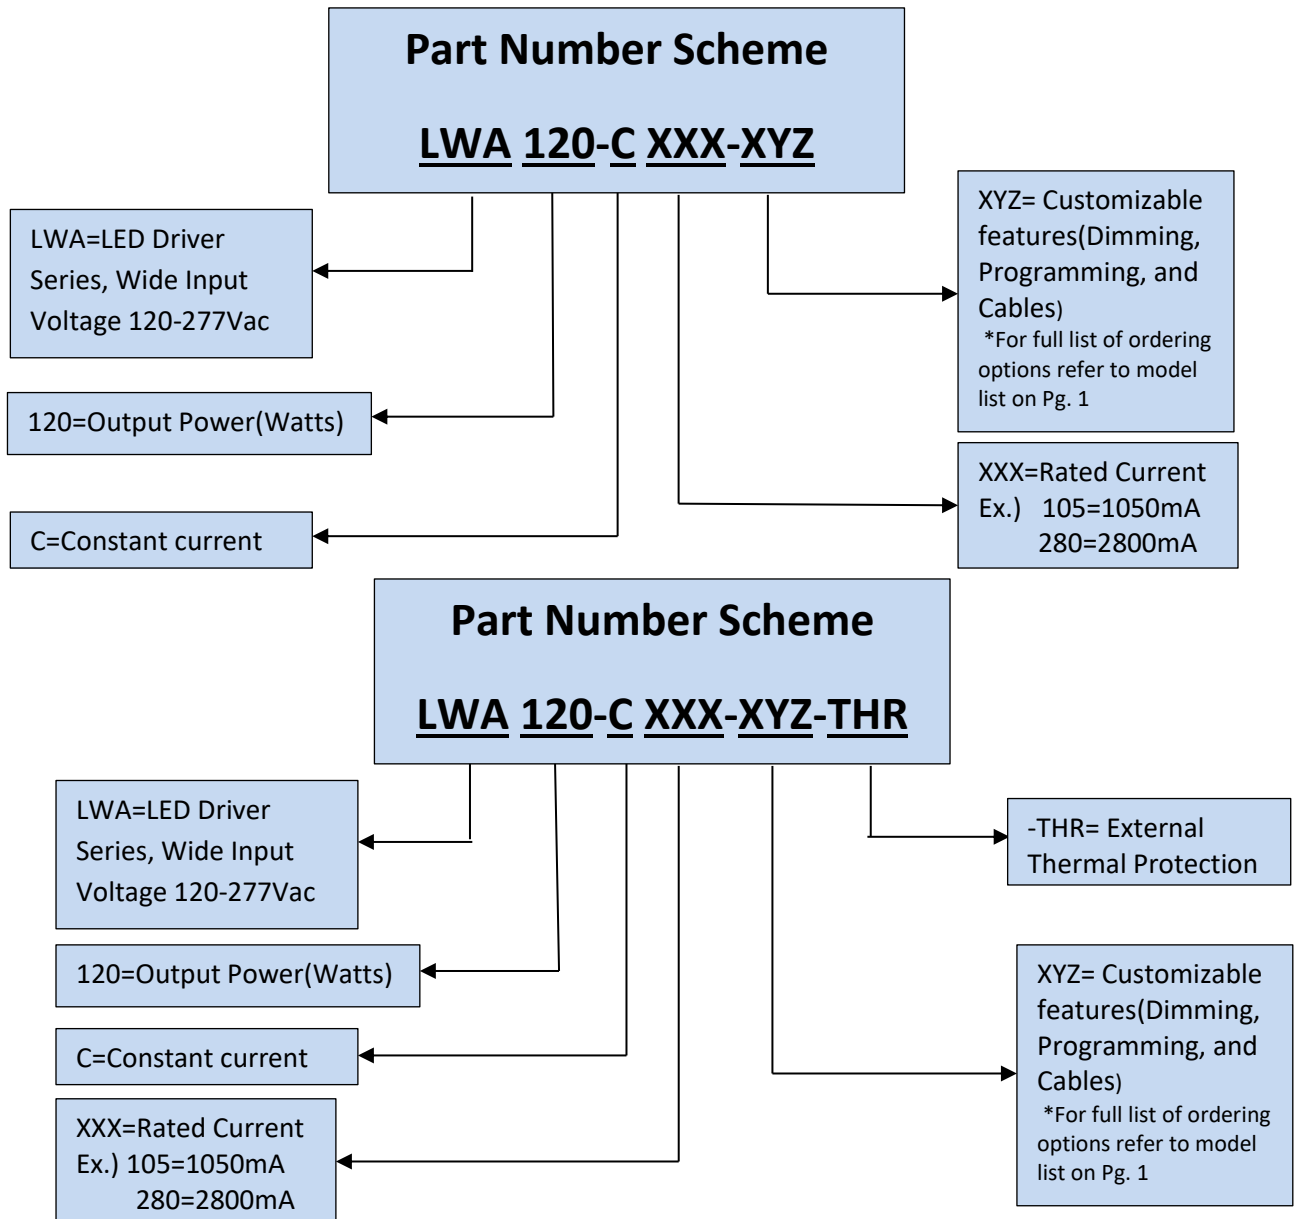 Part Number Scheme
LWA 120-C XXX-XYZ
LWA=LED Driver
Series, Wide Input
Voltage 120-277Vac
120=Output Power(Watts)
C=Constant current
XYZ= Customizable
features(Dimming,
Programming, and
Cables)
*For full list of ordering
options refer to model
list on Pg. 1
XXX=Rated Current
Ex.) 105=1050mA
280=2800mA
Part Number Scheme
LWA 120-C XXX-XYZ-THR
LWA=LED Driver
Series, Wide Input
Voltage 120-277Vac
120=Output Power(Watts)
C=Constant current
XXX=Rated Current
Ex.) 105=1050mA
280=2800mA
-THR= External
Thermal Protection
XYZ= Customizable
features(Dimming,
Programming, and
Cables)
*For full list of ordering
options refer to model
list on Pg. 1